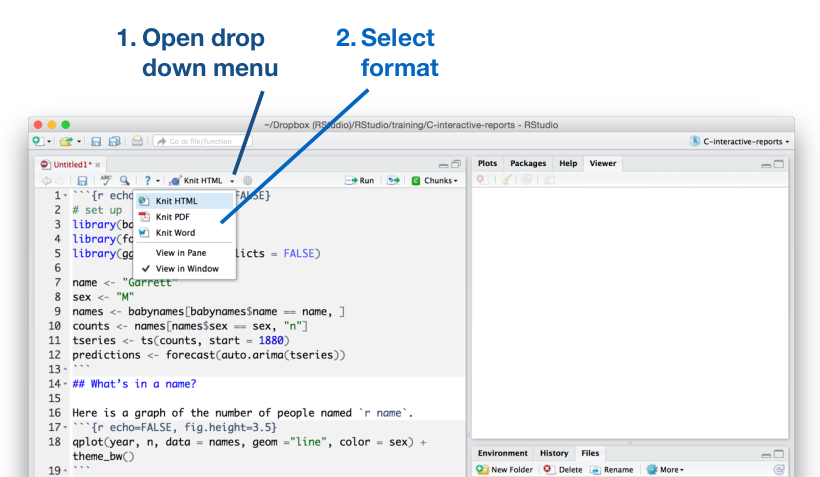 1. Open drop down menu
2. Select format
~/Dropbox (RStudio)/RStudio/training/C-interactive-reports - RStudio
Go to file/function
C-interactive-reports
Untitled1* ×
ABC ? Knit HTML Run Chunks
Knit HTML
Knit PDF
Knit Word
View in Pane
✓ View in Window
1 ```{r echo FALSE}
2 # set up
3 library(ba
4 library(fo
5 library(gg licts = FALSE)
6
7 name <- "Garrett"
8 sex <- "M"
9 names <- babynames[babynames$name == name, ]
10 counts <- names[names$sex == sex, "n"]
11 tseries <- ts(counts, start = 1880)
12 predictions <- forecast(auto.arima(tseries))
13 ```
14 ## What's in a name?
15
16 Here is a graph of the number of people named `r name`.
17 ```{r echo=FALSE, fig.height=3.5}
18 qplot(year, n, data = names, geom ="line", color = sex) +
theme_bw()
19 ```
Plots Packages Help Viewer
Environment History Files
New Folder Delete Rename More